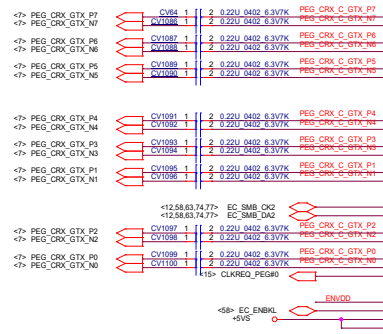 <7> PEG_CRX_GTX_P7 CV64 1 2 0.22U_0402_6.3V7K PEG_CRX_C_GTX_P7
<7> PEG_CRX_GTX_N7 CV1086 1 2 0.22U_0402_6.3V7K PEG_CRX_C_GTX_N7
<7> PEG_CRX_GTX_P6 CV1087 1 2 0.22U_0402_6.3V7K PEG_CRX_C_GTX_P6
<7> PEG_CRX_GTX_N6 CV1088 1 2 0.22U_0402_6.3V7K PEG_CRX_C_GTX_N6
<7> PEG_CRX_GTX_P5 CV1089 1 2 0.22U_0402_6.3V7K PEG_CRX_C_GTX_P5
<7> PEG_CRX_GTX_N5 CV1090 1 2 0.22U_0402_6.3V7K PEG_CRX_C_GTX_N5
<7> PEG_CRX_GTX_P4 CV1091 1 2 0.22U_0402_6.3V7K PEG_CRX_C_GTX_P4
<7> PEG_CRX_GTX_N4 CV1092 1 2 0.22U_0402_6.3V7K PEG_CRX_C_GTX_N4
<7> PEG_CRX_GTX_P3 CV1093 1 2 0.22U_0402_6.3V7K PEG_CRX_C_GTX_P3
<7> PEG_CRX_GTX_N3 CV1094 1 2 0.22U_0402_6.3V7K PEG_CRX_C_GTX_N3
<7> PEG_CRX_GTX_P1 CV1095 1 2 0.22U_0402_6.3V7K PEG_CRX_C_GTX_P1
<7> PEG_CRX_GTX_N1 CV1096 1 2 0.22U_0402_6.3V7K PEG_CRX_C_GTX_N1
<12,58,63,74,77> EC_SMB_CK2
<12,58,63,74,77> EC_SMB_DA2
<7> PEG_CRX_GTX_P2 CV1097 1 2 0.22U_0402_6.3V7K PEG_CRX_C_GTX_P2
<7> PEG_CRX_GTX_N2 CV1098 1 2 0.22U_0402_6.3V7K PEG_CRX_C_GTX_N2
<7> PEG_CRX_GTX_P0 CV1099 1 2 0.22U_0402_6.3V7K PEG_CRX_C_GTX_P0
<7> PEG_CRX_GTX_N0 CV1100 1 2 0.22U_0402_6.3V7K PEG_CRX_C_GTX_N0
<15> CLKREQ_PEG#0
ENVDD
<58> EC_ENBKL
+5VS